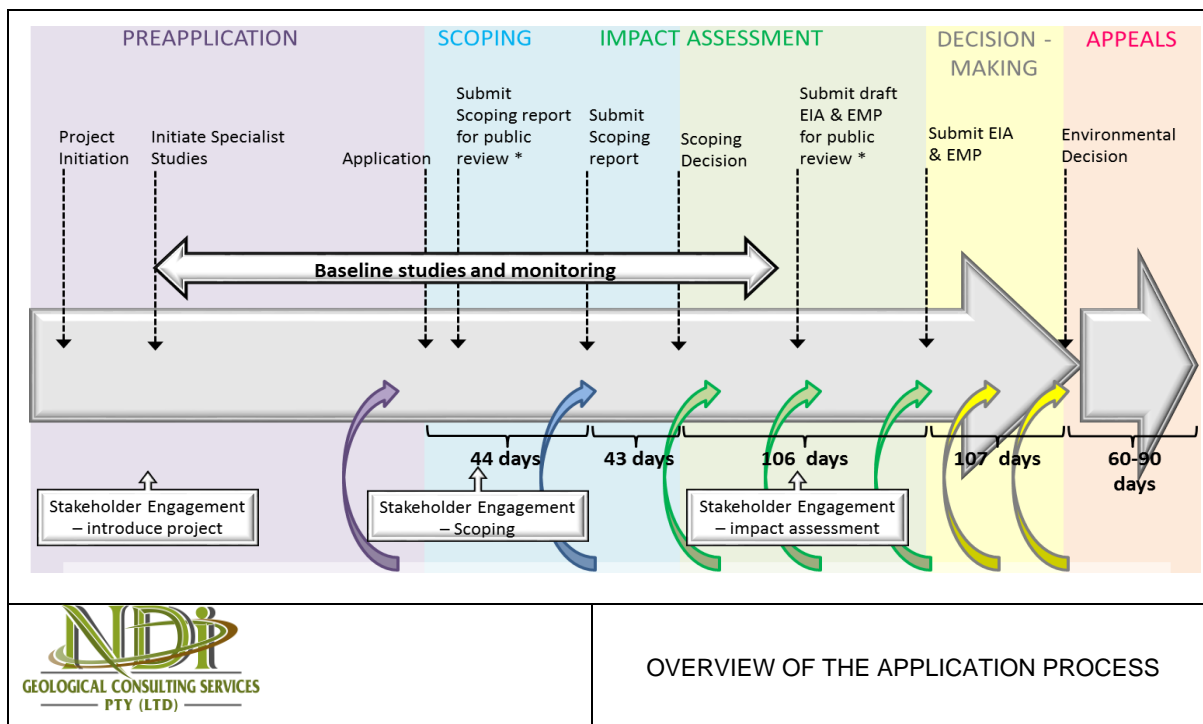 PREAPPLICATION
SCOPING
IMPACT ASSESSMENT
DECISION -
MAKING
APPEALS
Project
Initiation
Initiate Specialist
Studies
Application
Submit
Scoping report
for public
review *
Submit
Scoping
report
Scoping
Decision
Submit draft
EIA & EMP
for public
review *
Submit EIA
& EMP
Environmental
Decision
Baseline studies and monitoring
44 days
43 days
106 days
107 days
60-90
days
Stakeholder Engagement
– introduce project
Stakeholder Engagement
– Scoping
Stakeholder Engagement
– impact assessment
NDi
GEOLOGICAL CONSULTING SERVICES
PTY (LTD)
OVERVIEW OF THE APPLICATION PROCESS